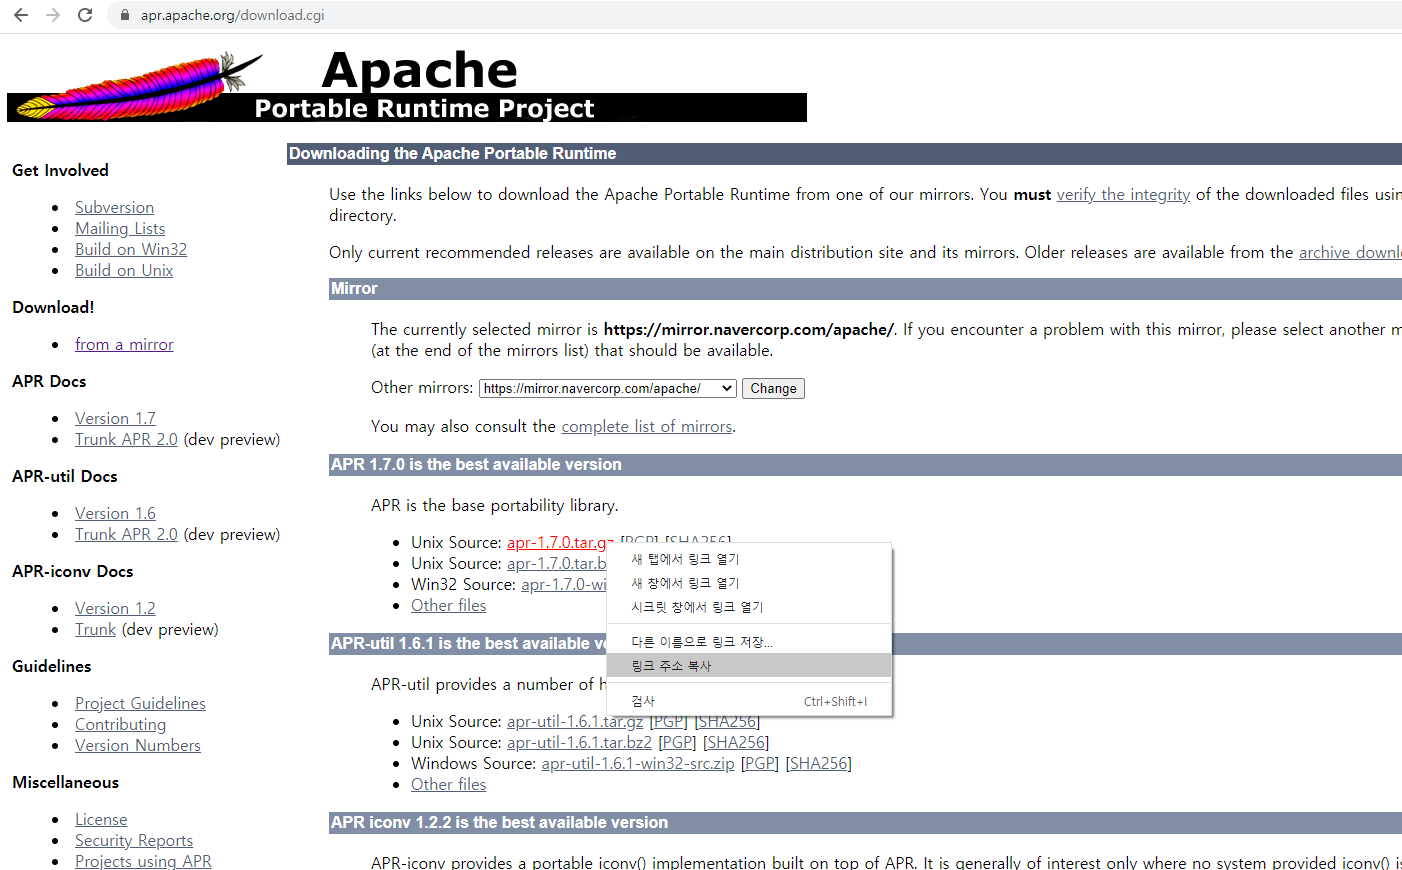 apr.apache.org/download.cgi
Apache
Portable Runtime Project
Get Involved
Subversion
Mailing Lists
Build on Win32
Build on Unix
Download!
from a mirror
APR Docs
Version 1.7
Trunk APR 2.0 (dev preview)
APR-util Docs
Version 1.6
Trunk APR 2.0 (dev preview)
APR-iconv Docs
Version 1.2
Trunk (dev preview)
Guidelines
Project Guidelines
Contributing
Version Numbers
Miscellaneous
License
Security Reports
Projects using APR
Downloading the Apache Portable Runtime
Use the links below to download the Apache Portable Runtime from one of our mirrors. You must verify the integrity of the downloaded files usin
directory.
Only current recommended releases are available on the main distribution site and its mirrors. Older releases are available from the archive downl
Mirror
The currently selected mirror is https://mirror.navercorp.com/apache/. If you encounter a problem with this mirror, please select another m
(at the end of the mirrors list) that should be available.
Other mirrors: https://mirror.navercorp.com/apache/ Change
You may also consult the complete list of mirrors.
APR 1.7.0 is the best available version
APR is the base portability library.
Unix Source: apr-1.7.0.tar.gz [PGP] [SHA256]
Unix Source: apr-1.7.0.tar.b
Win32 Source: apr-1.7.0-wi
Other files
새 탭에서 링크 열기
새 창에서 링크 열기
시크릿 창에서 링크 열기
다른 이름으로 링크 저장...
링크 주소 복사
검사 Ctrl+Shift+I
APR-util 1.6.1 is the best available ve
APR-util provides a number of h
Unix Source: apr-util-1.6.1.tar.gz [PGP] [SHA256]
Unix Source: apr-util-1.6.1.tar.bz2 [PGP] [SHA256]
Windows Source: apr-util-1.6.1-win32-src.zip [PGP] [SHA256]
Other files
APR iconv 1.2.2 is the best available version
APR-iconv provides a portable iconv() implementation built on top of APR. It is generally of interest only where no system provided iconv() is